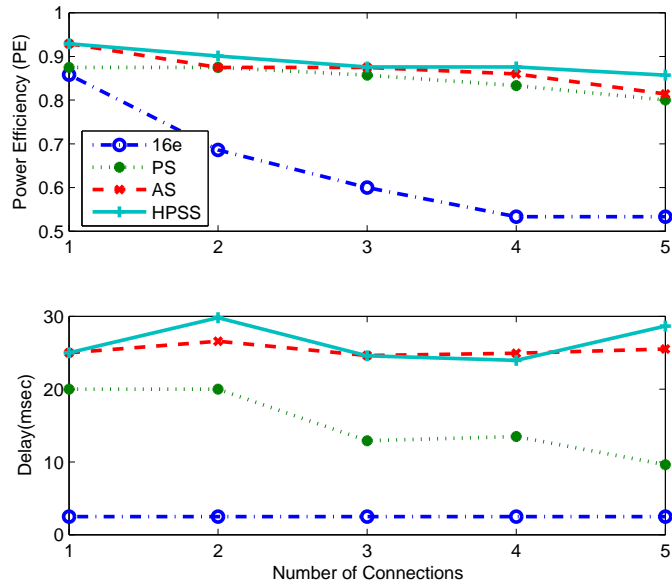 1
0.9
0.8
0.7
0.6
0.5
Power Efficiency (PE)
16e
PS
AS
HPSS
1 2 3 4 5
30
20
10
0
Delay(msec)
1 2 3 4 5
Number of Connections